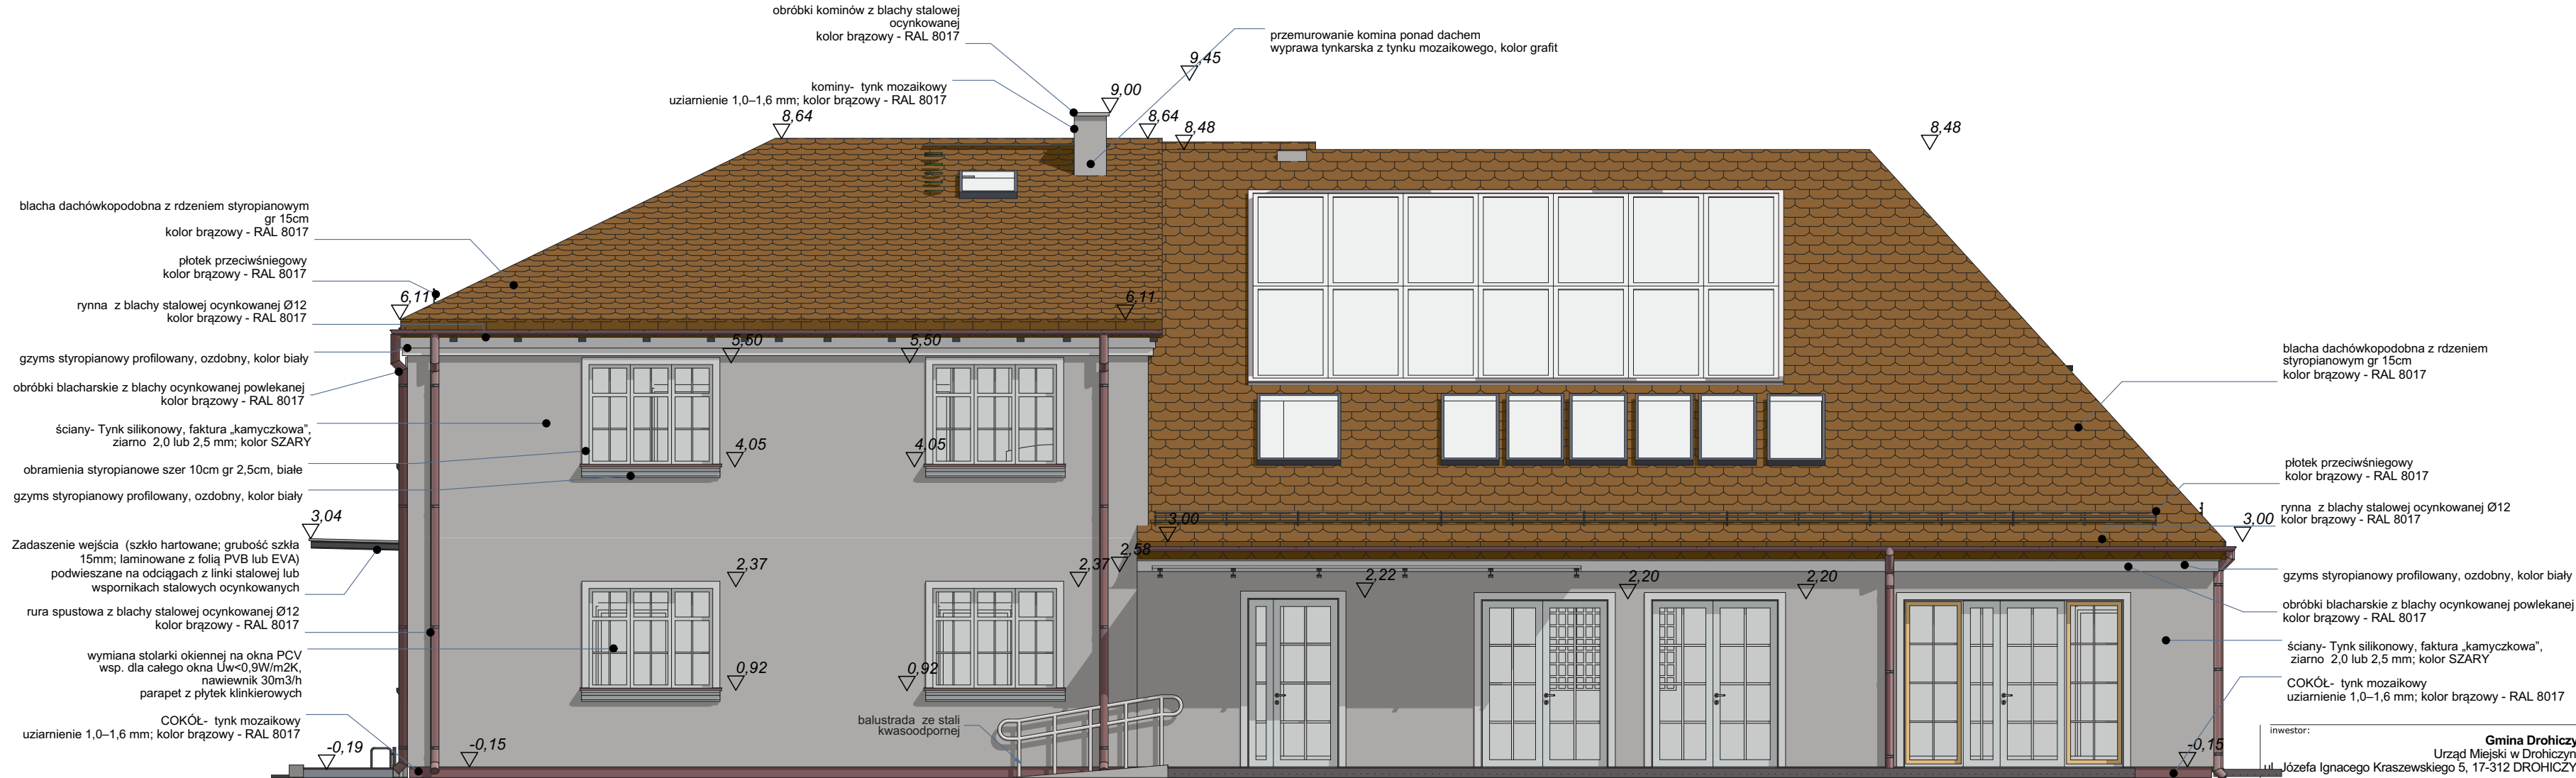 obróbki kominów z blachy stalowej
ocynkowanej
kolor brązowy - RAL 8017
przemurowanie komina ponad dachem
wyprawa tynkarska z tynku mozaikowego, kolor grafit
9,45
kominy- tynk mozaikowy
uziarnienie 1,0–1,6 mm; kolor brązowy - RAL 8017
9,00
8,64
8,64
8,48
8,48
blacha dachówkopodobna z rdzeniem styropianowym
gr 15cm
kolor brązowy - RAL 8017
płotek przeciwśniegowy
kolor brązowy - RAL 8017
6,11
6,11
rynna z blachy stalowej ocynkowanej Ø12
kolor brązowy - RAL 8017
5,50
5,50
gzyms styropianowy profilowany, ozdobny, kolor biały
obróbki blacharskie z blachy ocynkowanej powlekanej
kolor brązowy - RAL 8017
ściany- Tynk silikonowy, faktura „kamyczkowa”,
ziarno 2,0 lub 2,5 mm; kolor SZARY
4,05
4,05
obramienia styropianowe szer 10cm gr 2,5cm, białe
gzyms styropianowy profilowany, ozdobny, kolor biały
3,04
Zadaszenie wejścia (szkło hartowane; grubość szkła
15mm; laminowane z folią PVB lub EVA)
podwieszane na odciągach z linki stalowej lub
wspornikach stalowych ocynkowanych
rura spustowa z blachy stalowej ocynkowanej Ø12
kolor brązowy - RAL 8017
wymiana stolarki okiennej na okna PCV
wsp. dla całego okna Uw<0,9W/m2K,
nawiewnik 30m3/h
parapet z płytek klinkierowych
COKÓŁ- tynk mozaikowy
uziarnienie 1,0–1,6 mm; kolor brązowy - RAL 8017
-0,19
-0,15
2,37
2,37
0,92
0,92
balustrada ze stali
kwasoodpornej
3,00
2,58
2,22
2,20
2,20
blacha dachówkopodobna z rdzeniem
styropianowym gr 15cm
kolor brązowy - RAL 8017
płotek przeciwśniegowy
kolor brązowy - RAL 8017
3,00
rynna z blachy stalowej ocynkowanej Ø12
kolor brązowy - RAL 8017
gzyms styropianowy profilowany, ozdobny, kolor biały
obróbki blacharskie z blachy ocynkowanej powlekanej
kolor brązowy - RAL 8017
ściany- Tynk silikonowy, faktura „kamyczkowa”,
ziarno 2,0 lub 2,5 mm; kolor SZARY
COKÓŁ- tynk mozaikowy
uziarnienie 1,0–1,6 mm; kolor brązowy - RAL 8017
-0,15
inwestor:
Gmina Drohiczy
Urząd Miejski w Drohiczyn
ul. Józefa Ignacego Kraszewskiego 5, 17-312 DROHICZY